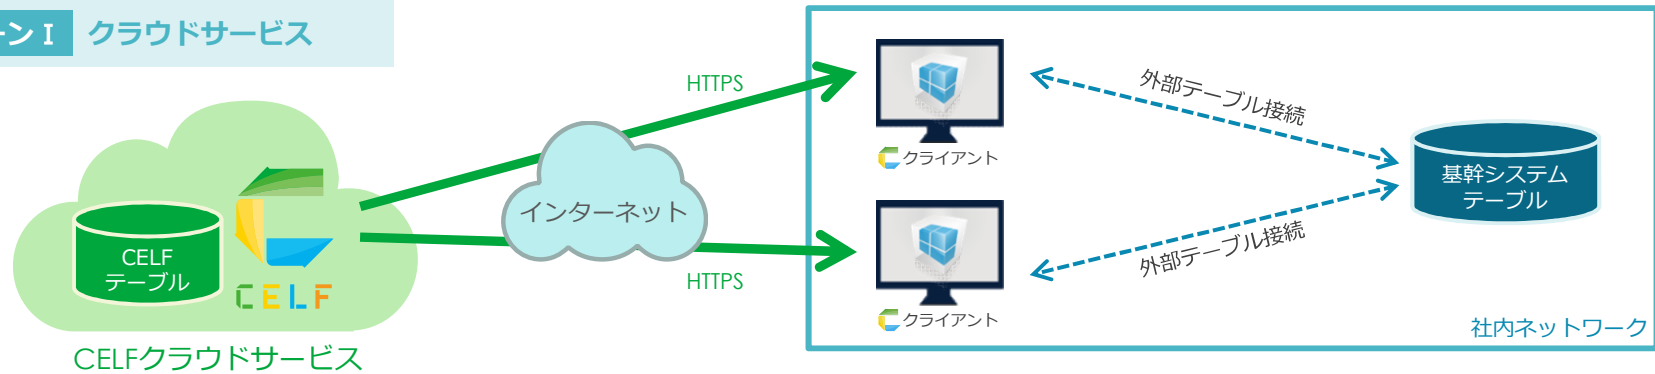 ーン I クラウドサービス
HTTPS
外部テーブル接続
クライアント
基幹システム
テーブル
インターネット
CELF
テーブル
CELF
外部テーブル接続
HTTPS
クライアント
社内ネットワーク
CELFクラウドサービス